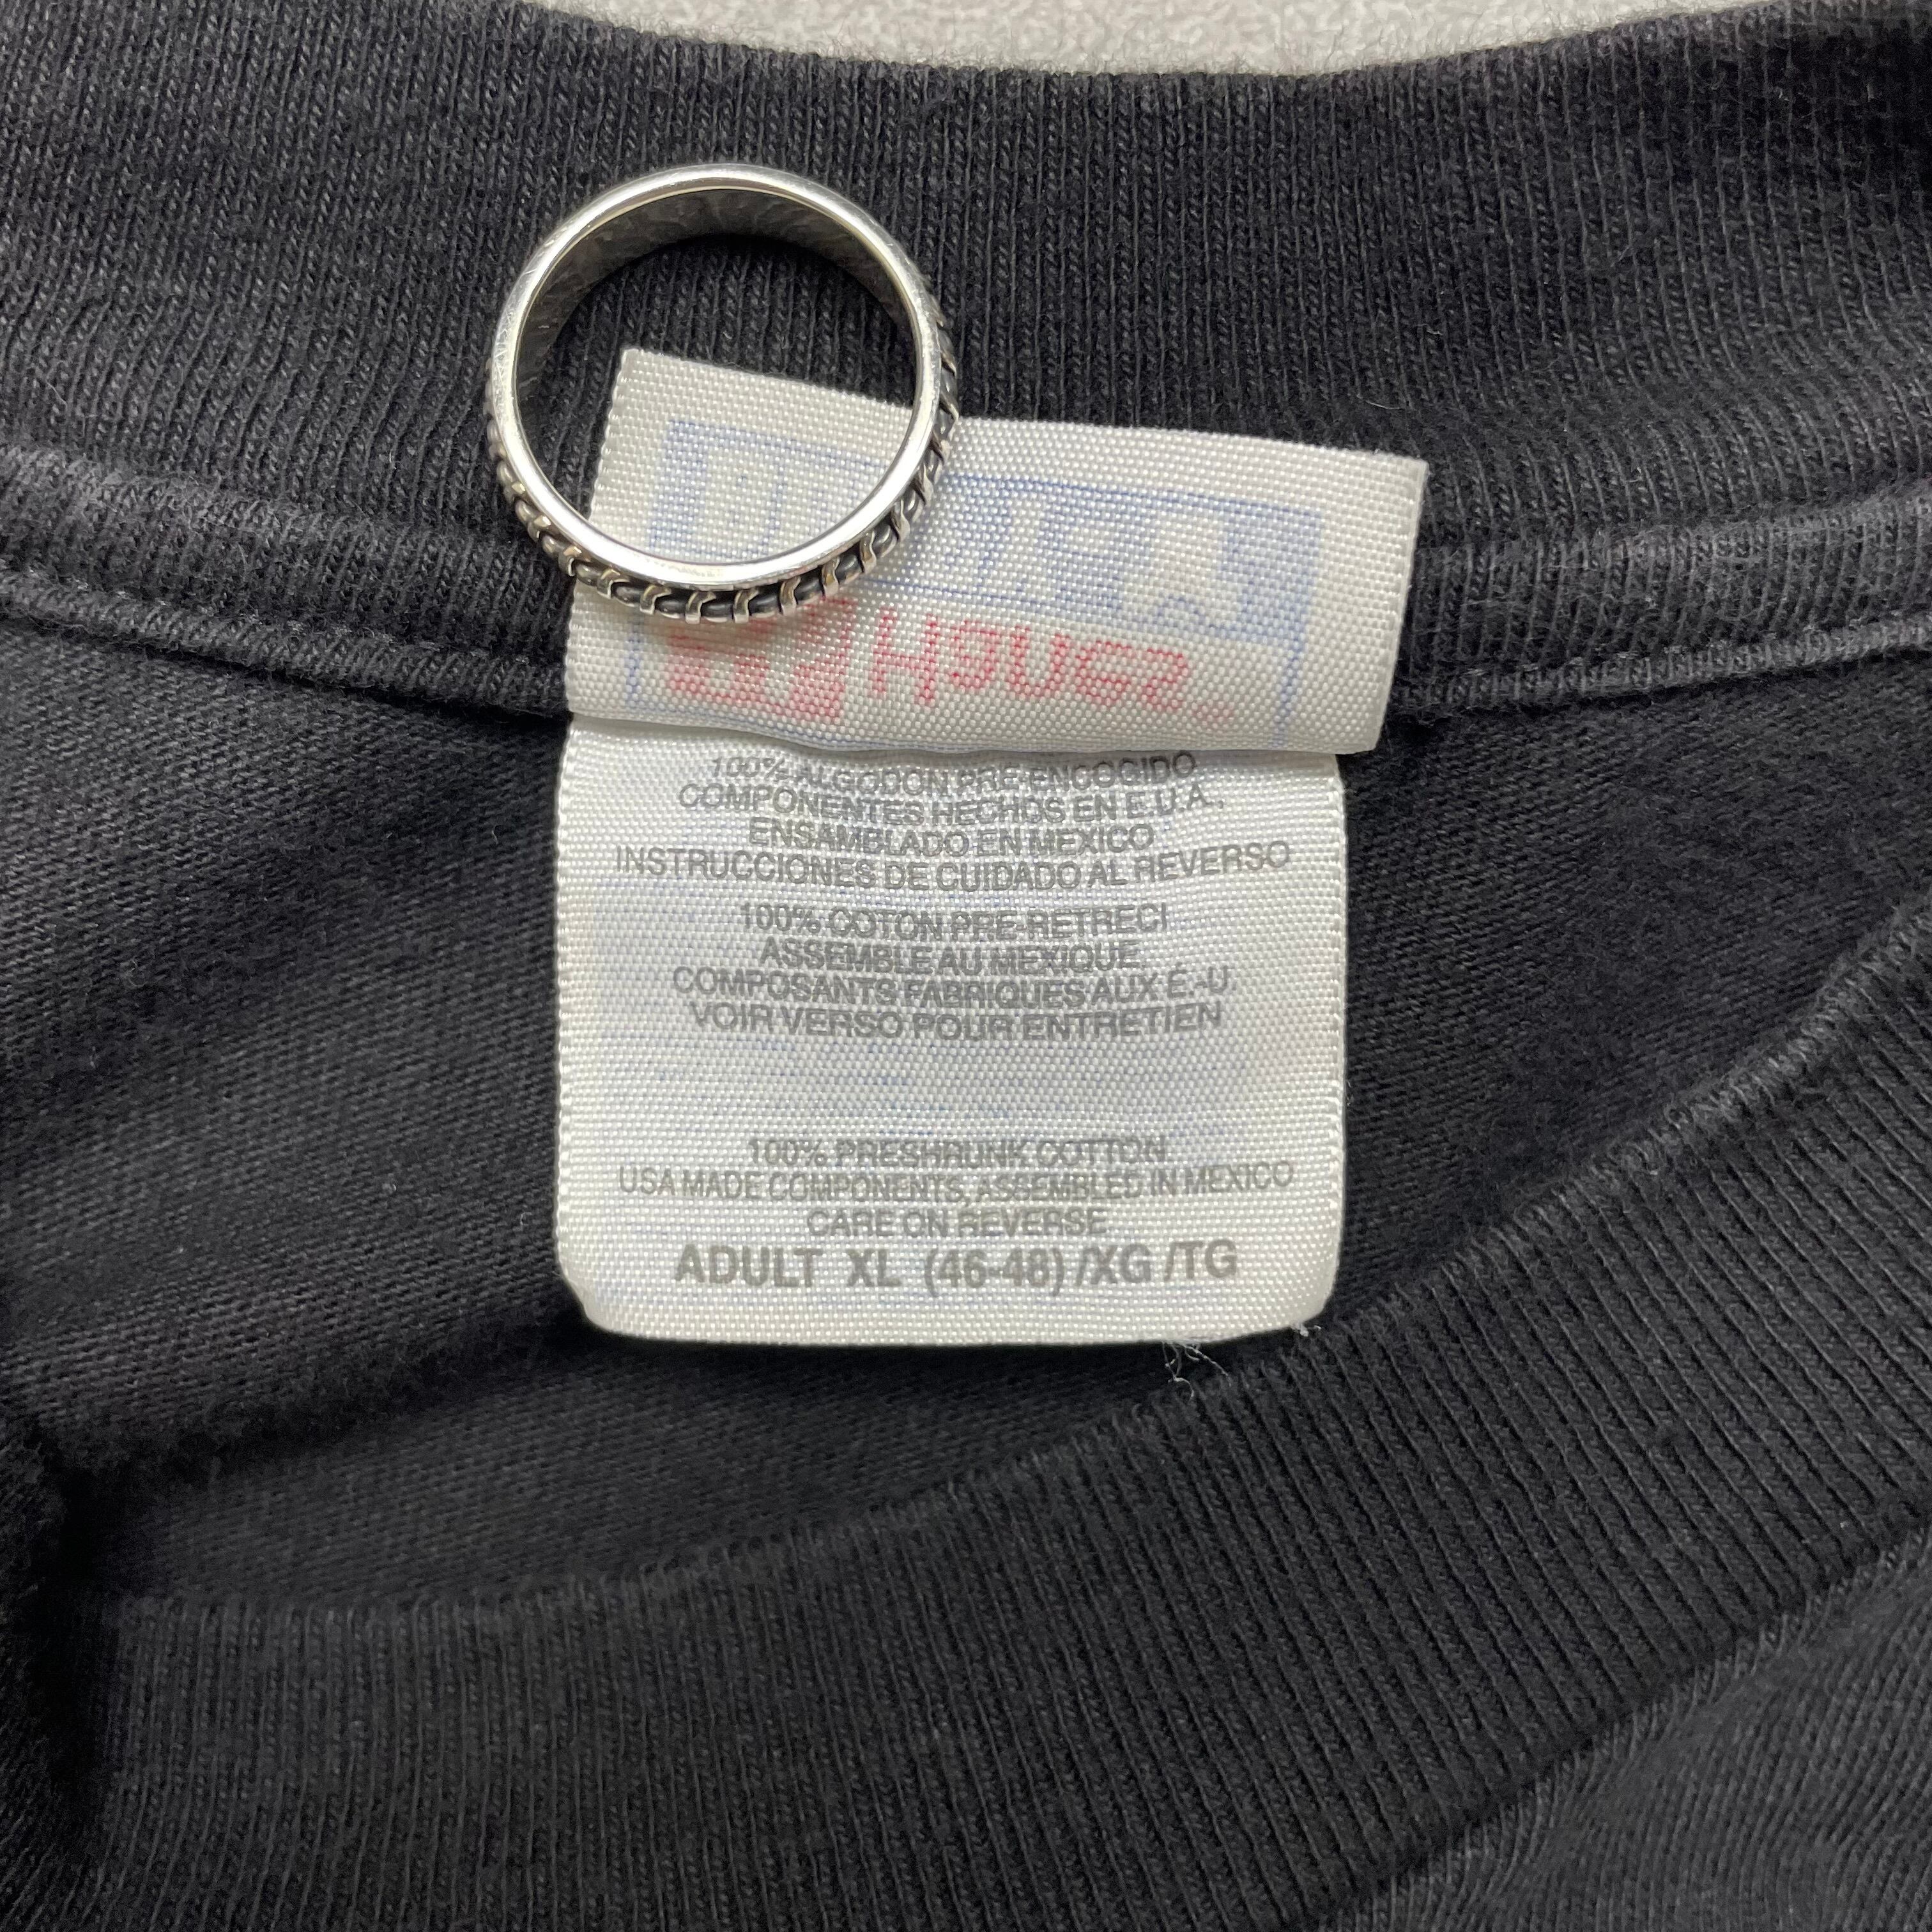 Hanes
100% ALGODON PRE-ENCOGIDO
COMPONENTES HECHOS EN E.U.A.,
ENSAMBLADO EN MEXICO
INSTRUCCIONES DE CUIDADO AL REVERSO
100% COTON PRE-RETRECI
ASSEMBLE AU MEXIQUE,
COMPOSANTS FABRIQUES AUX É.-U.
VOIR VERSO POUR ENTRETIEN
100% PRESHRUNK COTTON
USA MADE COMPONENTS, ASSEMBLED IN MEXICO
CARE ON REVERSE
ADULT XL (46-48) /XG /TG